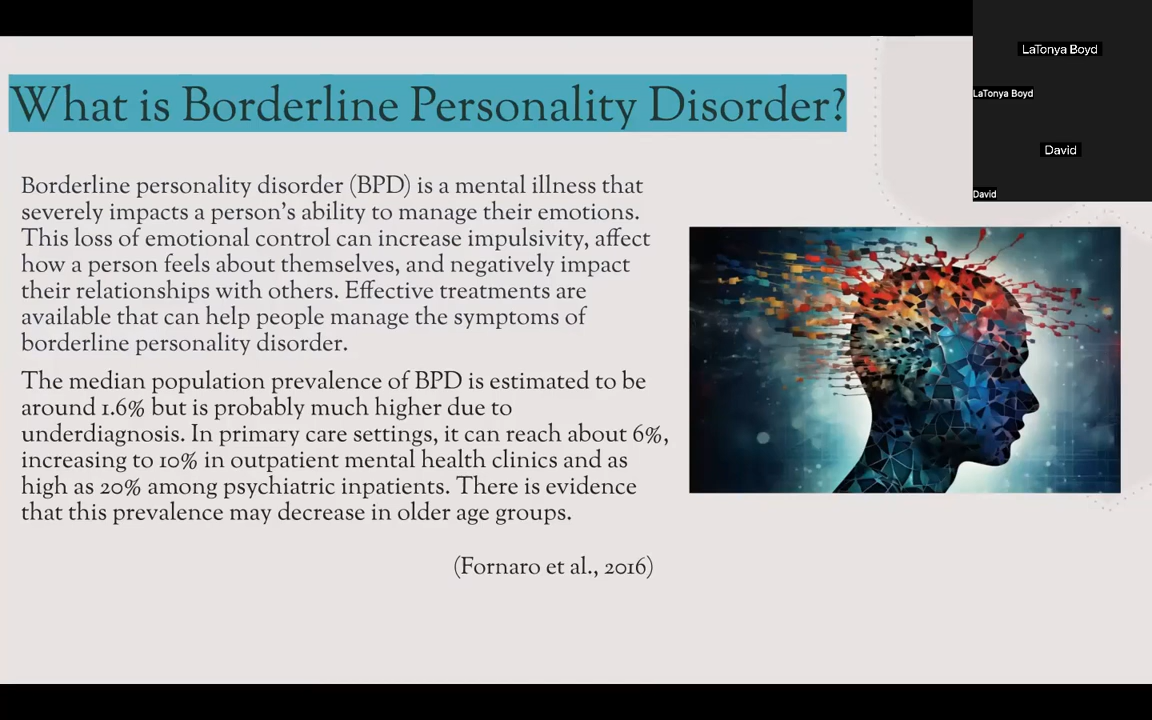 What is Borderline Personality Disorder?
Borderline personality disorder (BPD) is a mental illness that
severely impacts a person's ability to manage their emotions.
This loss of emotional control can increase impulsivity, affect
how a person feels about themselves, and negatively impact
their relationships with others. Effective treatments are
available that can help people manage the symptoms of
borderline personality disorder.
The median population prevalence of BPD is estimated to be
around 1.6% but is probably much higher due to
underdiagnosis. In primary care settings, it can reach about 6%,
increasing to 10% in outpatient mental health clinics and as
high as 20% among psychiatric inpatients. There is evidence
that this prevalence may decrease in older age groups.
(Fornaro et al., 2016)
LaTonya Boyd
LaTonya Boyd
David
David